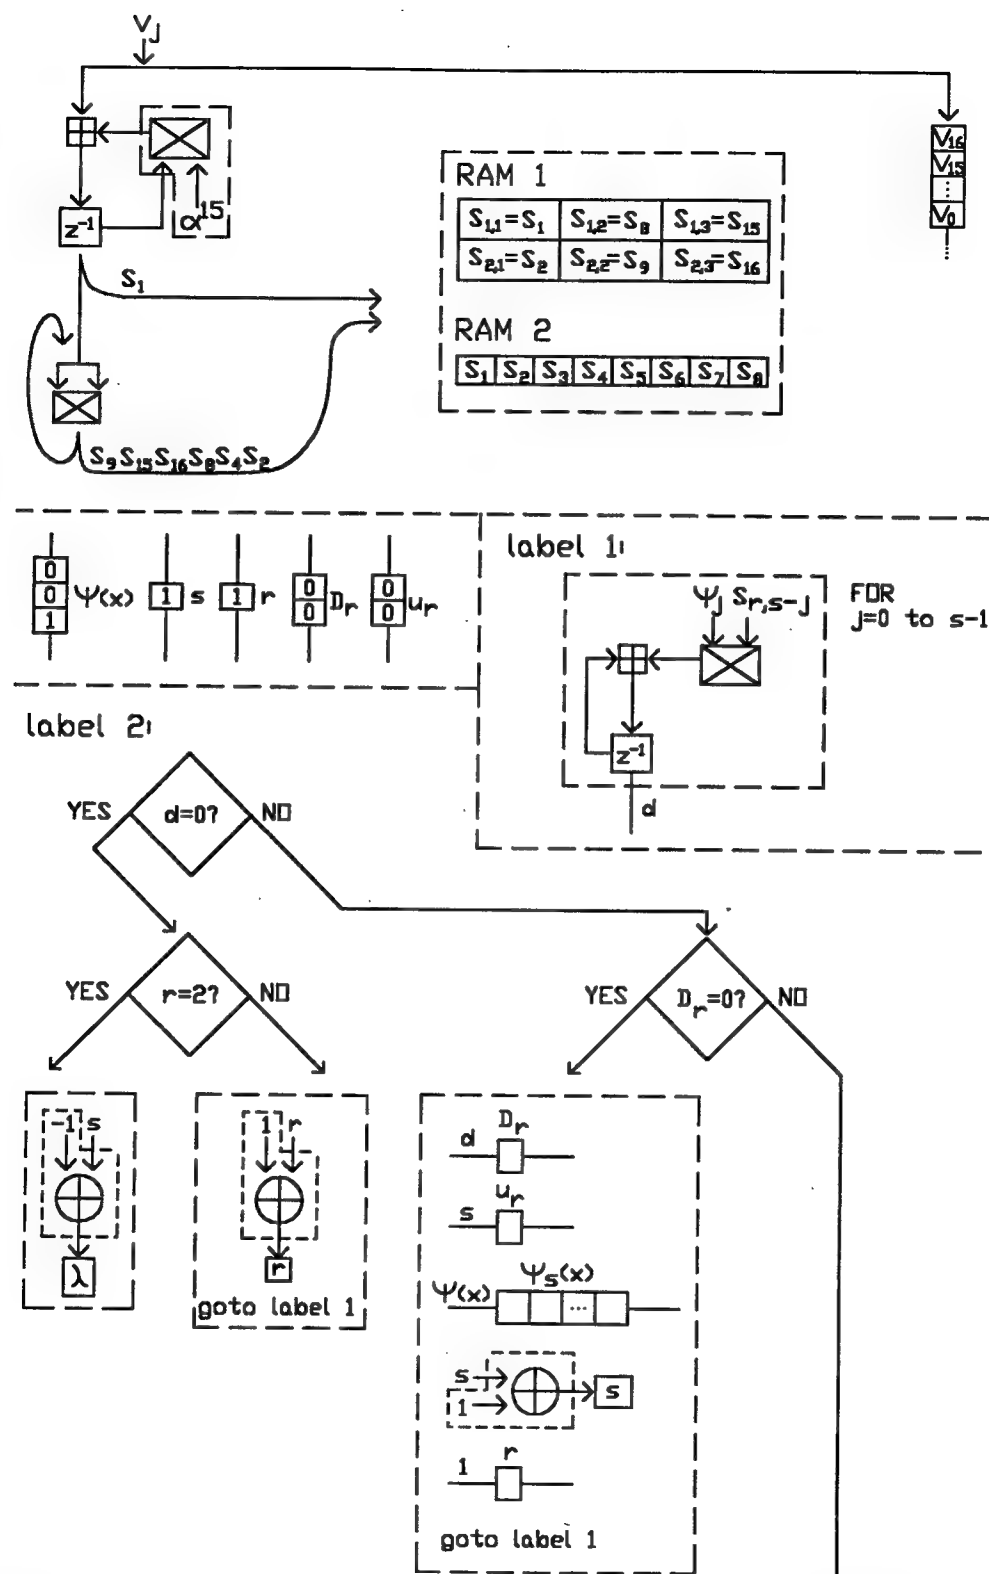 Vj
V16
V15
⋮
V0
⋮
α15
z-1
S1
S9 S15 S16 S8 S4 S2
RAM 1
S1,1=S1 S1,2=S8 S1,3=S15
S2,1=S2 S2,2=S9 S2,3=S16
RAM 2
S1 S2 S3 S4 S5 S6 S7 S8
0
0
1
Ψ(x)
1 s
1 r
0
0
Dr
0
0
ur
label 1:
Ψj Sr,s-j
FOR
j=0 to s-1
z-1
d
label 2:
YES d=0? NO
YES r=2? NO
YES Dr=0? NO
-1 s
λ
1 r
r
goto label 1
Dr
d
ur
s
Ψs(x)
Ψ(x)
...
s
1
s
r
1
goto label 1